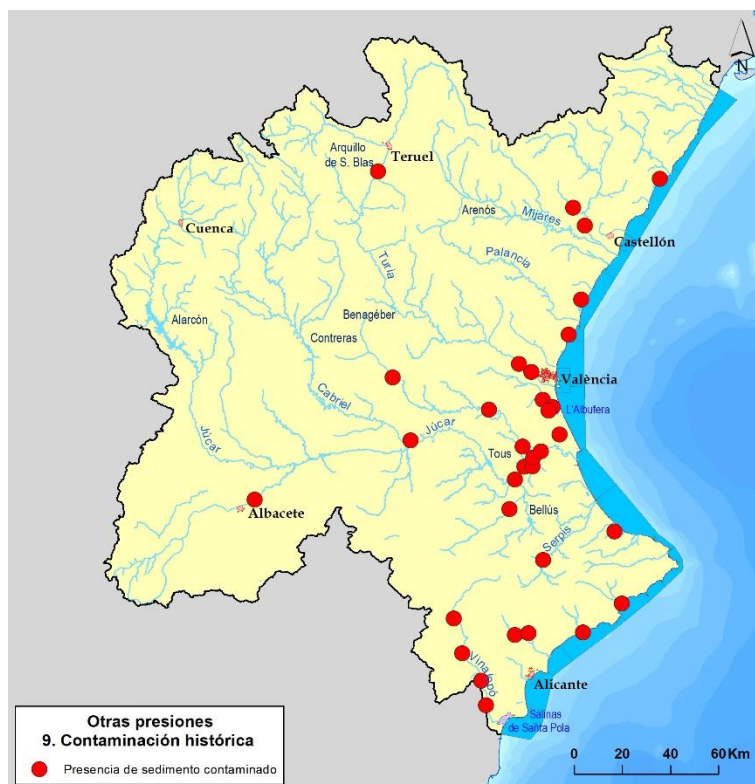 N
Arquillo
de S. Blas
Teruel
Cuenca
Arenós
Mijares
Castellón
Palancia
Turia
Alarcón
Benagéber
Contreras
València
Cabriel
L'Albufera
Júcar
Júcar
Tous
Albacete
Bellús
Serpis
Vinalopó
Alicante
Salinas
de Santa Pola
Otras presiones
9. Contaminación histórica
Presencia de sedimento contaminado
0 20 40 60 Km